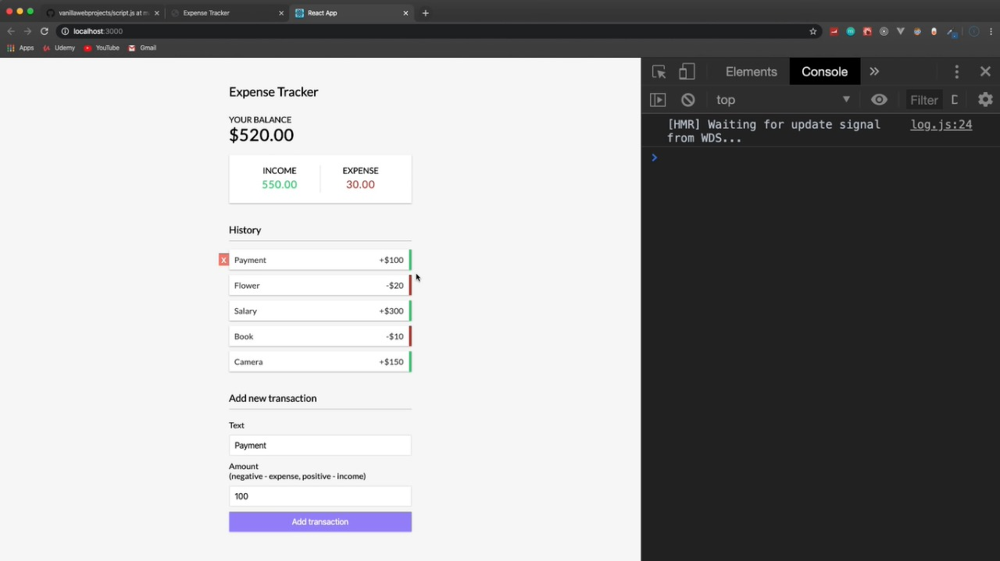 vanillawebprojects/script.js at m
Expense Tracker
React App
localhost:3000
Apps
Udemy
YouTube
Gmail
Expense Tracker
YOUR BALANCE
$520.00
INCOME
EXPENSE
550.00
30.00
History
x
Payment
+$100
Flower
-$20
Salary
+$300
Book
-$10
Camera
+$150
Add new transaction
Text
Payment
Amount
(negative - expense, positive - income)
100
Add transaction
Elements
Console
top
Filter
D
[HMR] Waiting for update signal
from WDS...
log.js:24